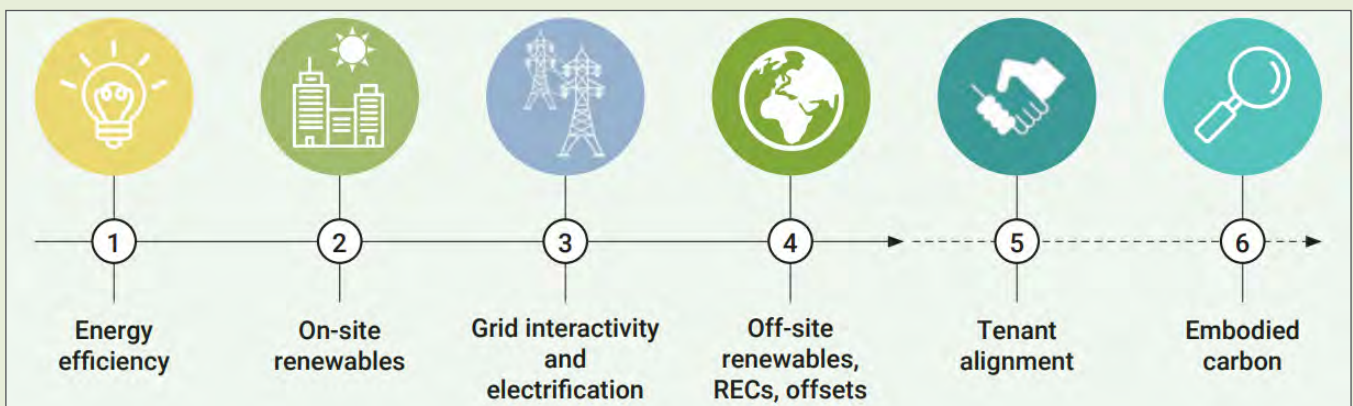 1
2
3
4
5
6
Energy
efficiency
On-site
renewables
Grid interactivity
and
electrification
Off-site
renewables,
RECs, offsets
Tenant
alignment
Embodied
carbon